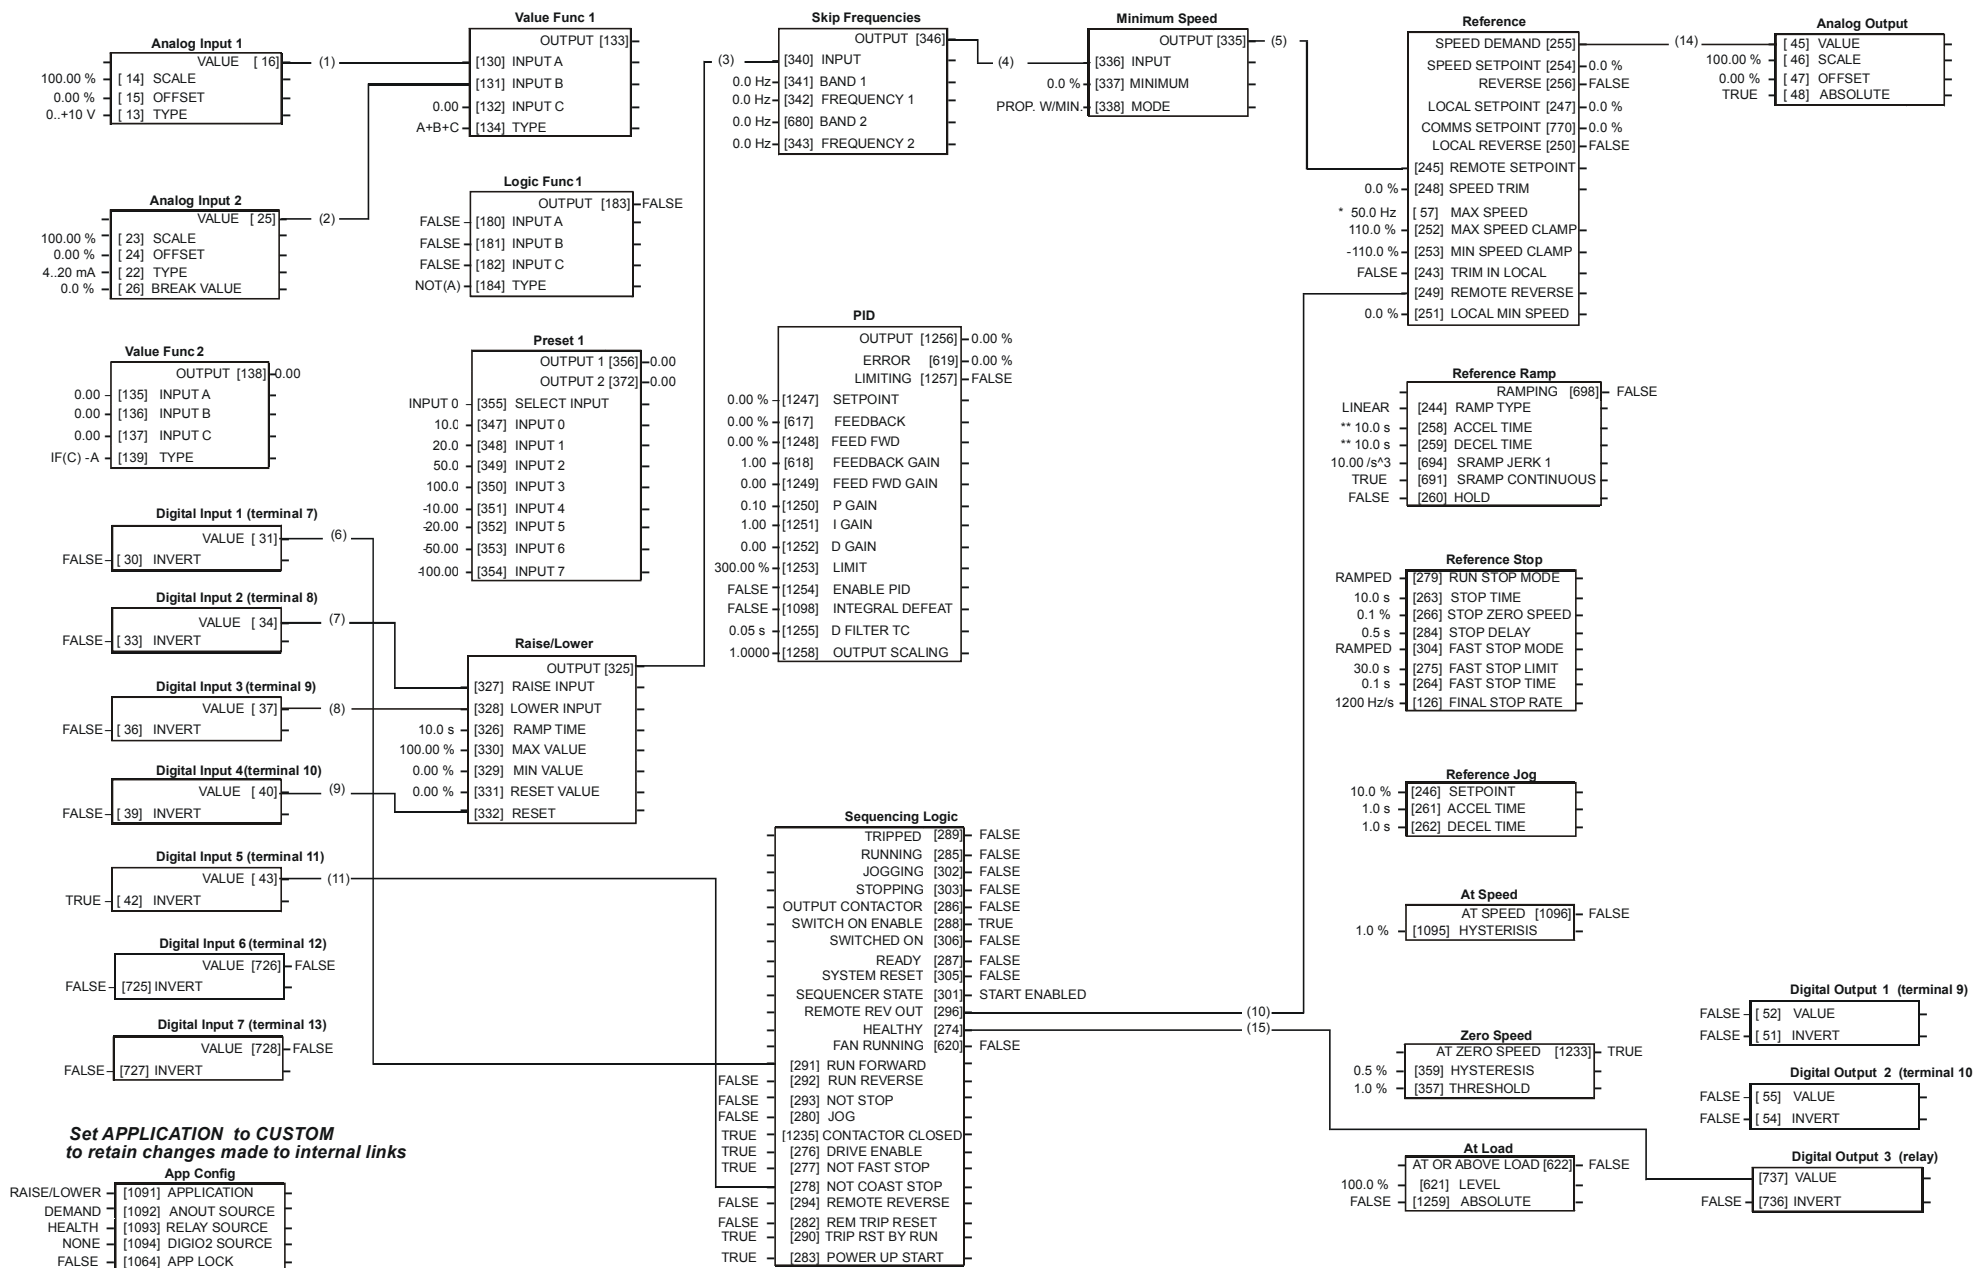 Analog Input 1
VALUE [ 16]
(1)
100.00 % [ 14] SCALE
0.00 % [ 15] OFFSET
0..+10 V [ 13] TYPE
Analog Input 2
VALUE [ 25]
(2)
100.00 % [ 23] SCALE
0.00 % [ 24] OFFSET
4..20 mA [ 22] TYPE
0.0 % [ 26] BREAK VALUE
Value Func 2
OUTPUT [138] 0.00
0.00 [135] INPUT A
0.00 [136] INPUT B
0.00 [137] INPUT C
IF(C) -A [139] TYPE
Digital Input 1 (terminal 7)
VALUE [ 31]
(6)
FALSE [ 30] INVERT
Digital Input 2 (terminal 8)
VALUE [ 34]
(7)
FALSE [ 33] INVERT
Digital Input 3 (terminal 9)
VALUE [ 37]
(8)
FALSE [ 36] INVERT
Digital Input 4 (terminal 10)
VALUE [ 40]
(9)
FALSE [ 39] INVERT
Digital Input 5 (terminal 11)
VALUE [ 43]
(11)
TRUE [ 42] INVERT
Digital Input 6 (terminal 12)
VALUE [726] FALSE
FALSE [725] INVERT
Digital Input 7 (terminal 13)
VALUE [728] FALSE
FALSE [727] INVERT
Set APPLICATION to CUSTOM
to retain changes made to internal links
App Config
RAISE/LOWER [1091] APPLICATION
DEMAND [1092] ANOUT SOURCE
HEALTH [1093] RELAY SOURCE
NONE [1094] DIGIO2 SOURCE
FALSE [1064] APP LOCK
Value Func 1
OUTPUT [133]
[130] INPUT A
[131] INPUT B
0.00 [132] INPUT C
A+B+C [134] TYPE
Logic Func 1
OUTPUT [183] FALSE
FALSE [180] INPUT A
FALSE [181] INPUT B
FALSE [182] INPUT C
NOT(A) [184] TYPE
Preset 1
OUTPUT 1 [356] 0.00
OUTPUT 2 [372] 0.00
INPUT 0 [355] SELECT INPUT
10.0 [347] INPUT 0
20.0 [348] INPUT 1
50.0 [349] INPUT 2
100.0 [350] INPUT 3
-10.00 [351] INPUT 4
-20.00 [352] INPUT 5
-50.00 [353] INPUT 6
-100.00 [354] INPUT 7
Raise/Lower
OUTPUT [325]
[327] RAISE INPUT
[328] LOWER INPUT
10.0 s [326] RAMP TIME
100.00 % [330] MAX VALUE
0.00 % [329] MIN VALUE
0.00 % [331] RESET VALUE
[332] RESET
Skip Frequencies
OUTPUT [346]
(3)
[340] INPUT
0.0 Hz [341] BAND 1
0.0 Hz [342] FREQUENCY 1
0.0 Hz [680] BAND 2
0.0 Hz [343] FREQUENCY 2
PID
OUTPUT [1256] 0.00 %
ERROR [619] 0.00 %
LIMITING [1257] FALSE
0.00 % [1247] SETPOINT
0.00 % [617] FEEDBACK
0.00 % [1248] FEED FWD
1.00 [618] FEEDBACK GAIN
0.00 [1249] FEED FWD GAIN
0.10 [1250] P GAIN
1.00 [1251] I GAIN
0.00 [1252] D GAIN
300.00 % [1253] LIMIT
FALSE [1254] ENABLE PID
FALSE [1098] INTEGRAL DEFEAT
0.05 s [1255] D FILTER TC
1.0000 [1258] OUTPUT SCALING
Sequencing Logic
TRIPPED [289] FALSE
RUNNING [285] FALSE
JOGGING [302] FALSE
STOPPING [303] FALSE
OUTPUT CONTACTOR [286] FALSE
SWITCH ON ENABLE [288] TRUE
SWITCHED ON [306] FALSE
READY [287] FALSE
SYSTEM RESET [305] FALSE
SEQUENCER STATE [301] START ENABLED
REMOTE REV OUT [296] (10)
HEALTHY [274] (15)
FAN RUNNING [620] FALSE
[291] RUN FORWARD
FALSE [292] RUN REVERSE
FALSE [293] NOT STOP
FALSE [280] JOG
TRUE [1235] CONTACTOR CLOSED
TRUE [276] DRIVE ENABLE
TRUE [277] NOT FAST STOP
[278] NOT COAST STOP
FALSE [294] REMOTE REVERSE
FALSE [282] REM TRIP RESET
TRUE [290] TRIP RST BY RUN
TRUE [283] POWER UP START
Minimum Speed
OUTPUT [335] (5)
(4)
[336] INPUT
0.0 % [337] MINIMUM
PROP. W/MIN. [338] MODE
Reference
SPEED DEMAND [255] (14)
SPEED SETPOINT [254] 0.0 %
REVERSE [256] FALSE
LOCAL SETPOINT [247] 0.0 %
COMMS SETPOINT [770] 0.0 %
LOCAL REVERSE [250] FALSE
[245] REMOTE SETPOINT
0.0 % [248] SPEED TRIM
* 50.0 Hz [ 57] MAX SPEED
110.0 % [252] MAX SPEED CLAMP
-110.0 % [253] MIN SPEED CLAMP
FALSE [243] TRIM IN LOCAL
[249] REMOTE REVERSE
0.0 % [251] LOCAL MIN SPEED
Reference Ramp
RAMPING [698] FALSE
LINEAR [244] RAMP TYPE
** 10.0 s [258] ACCEL TIME
** 10.0 s [259] DECEL TIME
10.00 /s^3 [694] SRAMP JERK 1
TRUE [691] SRAMP CONTINUOUS
FALSE [260] HOLD
Reference Stop
RAMPED [279] RUN STOP MODE
10.0 s [263] STOP TIME
0.1 % [266] STOP ZERO SPEED
0.5 s [284] STOP DELAY
RAMPED [304] FAST STOP MODE
30.0 s [275] FAST STOP LIMIT
0.1 s [264] FAST STOP TIME
1200 Hz/s [126] FINAL STOP RATE
Reference Jog
10.0 % [246] SETPOINT
1.0 s [261] ACCEL TIME
1.0 s [262] DECEL TIME
At Speed
AT SPEED [1096] FALSE
1.0 % [1095] HYSTERISIS
Zero Speed
AT ZERO SPEED [1233] TRUE
0.5 % [359] HYSTERESIS
1.0 % [357] THRESHOLD
At Load
AT OR ABOVE LOAD [622] FALSE
100.0 % [621] LEVEL
FALSE [1259] ABSOLUTE
Analog Output
[ 45] VALUE
100.00 % [ 46] SCALE
0.00 % [ 47] OFFSET
TRUE [ 48] ABSOLUTE
Digital Output 1 (terminal 9)
FALSE [ 52] VALUE
FALSE [ 51] INVERT
Digital Output 2 (terminal 10
FALSE [ 55] VALUE
FALSE [ 54] INVERT
Digital Output 3 (relay)
[737] VALUE
FALSE [736] INVERT